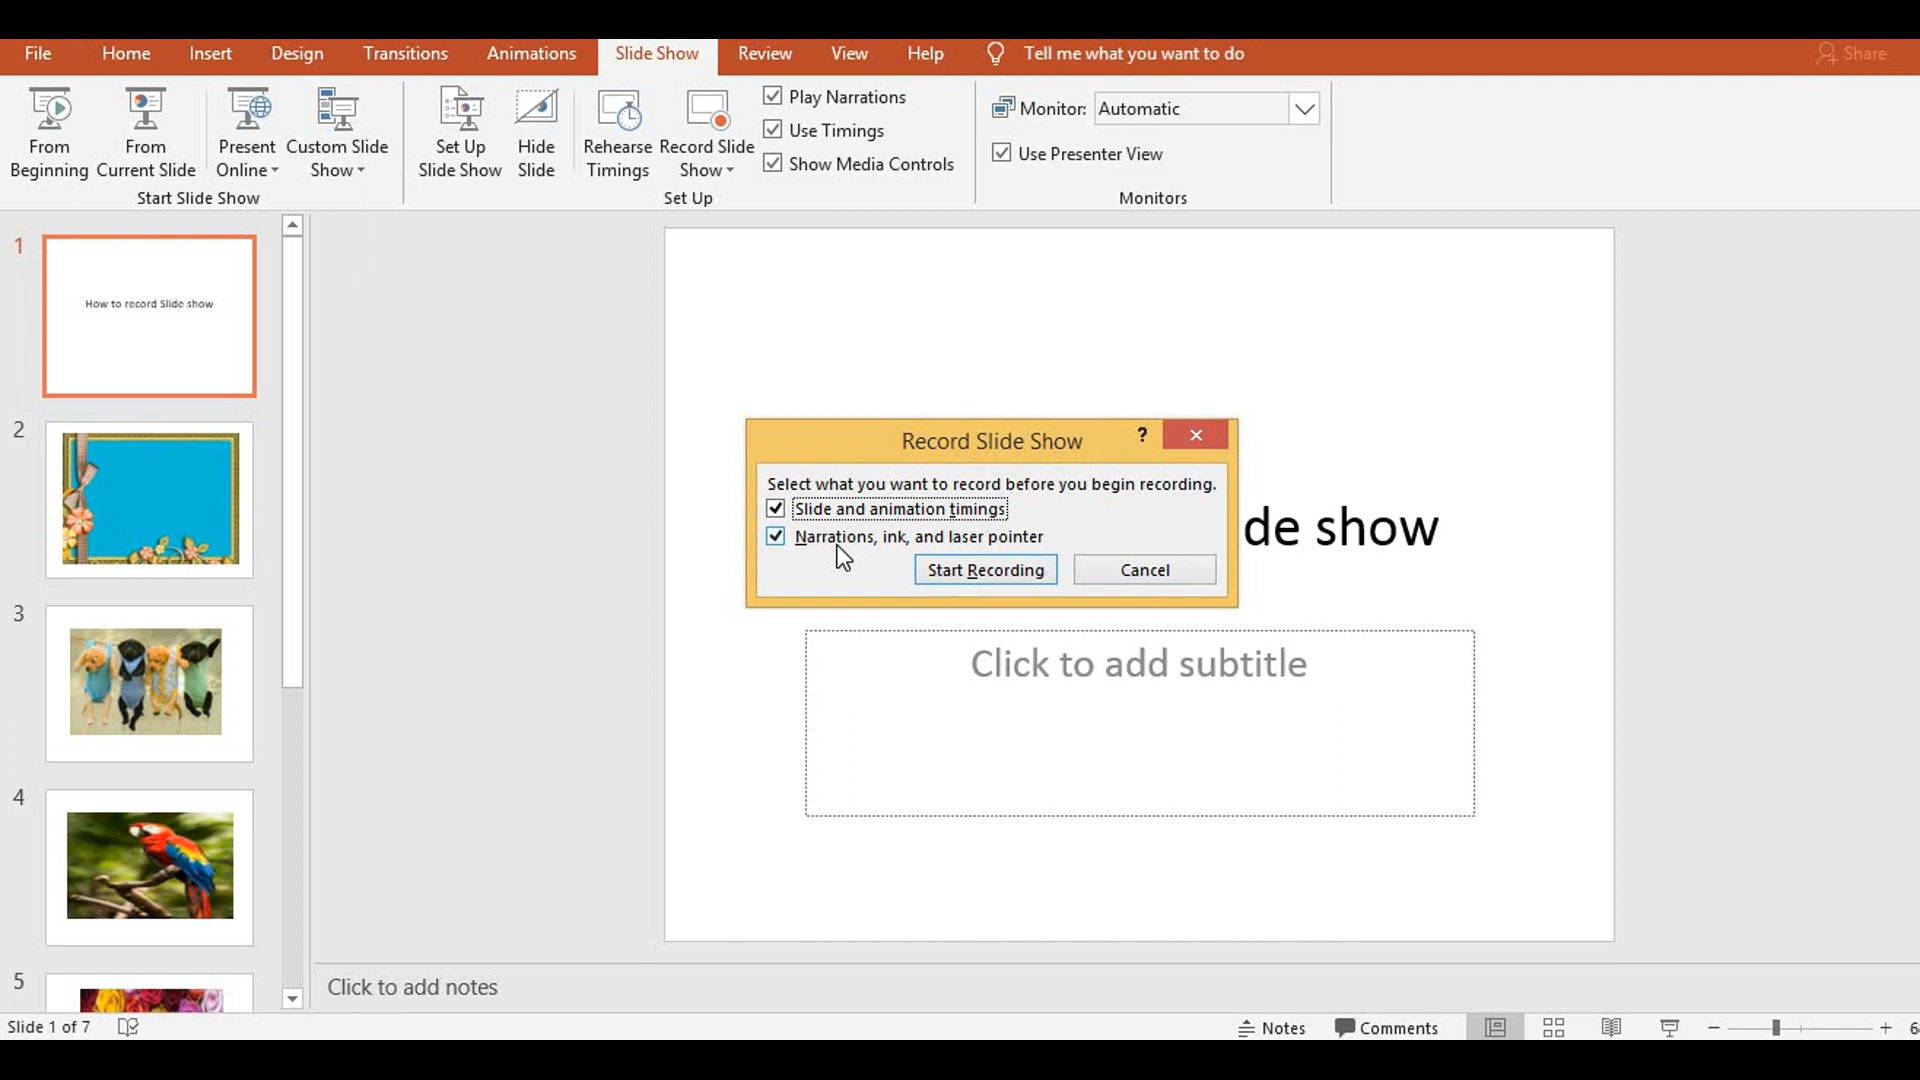 File Home Insert Design Transitions Animations Slide Show Review View Help Tell me what you want to do Share
From Beginning
From Current Slide
Present Online
Custom Slide Show
Start Slide Show
Set Up Slide Show
Hide Slide
Rehearse Timings
Record Slide Show
Play Narrations
Use Timings
Show Media Controls
Set Up
Monitor: Automatic
Use Presenter View
Monitors
1
How to record Slide show
2
3
4
5
Record Slide Show ?
Select what you want to record before you begin recording.
Slide and animation timings
Narrations, ink, and laser pointer
Start Recording Cancel
de show
Click to add subtitle
Click to add notes
Slide 1 of 7 Notes Comments